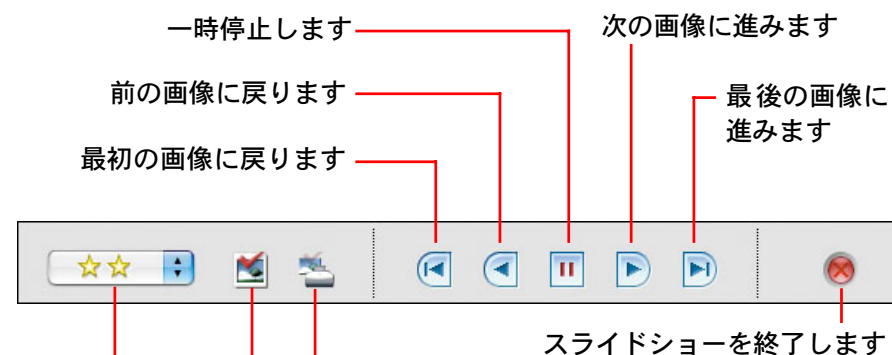 一時停止します
次の画像に進みます
前の画像に戻ります
最後の画像に
進みます
最初の画像に戻ります
スライドショーを終了します